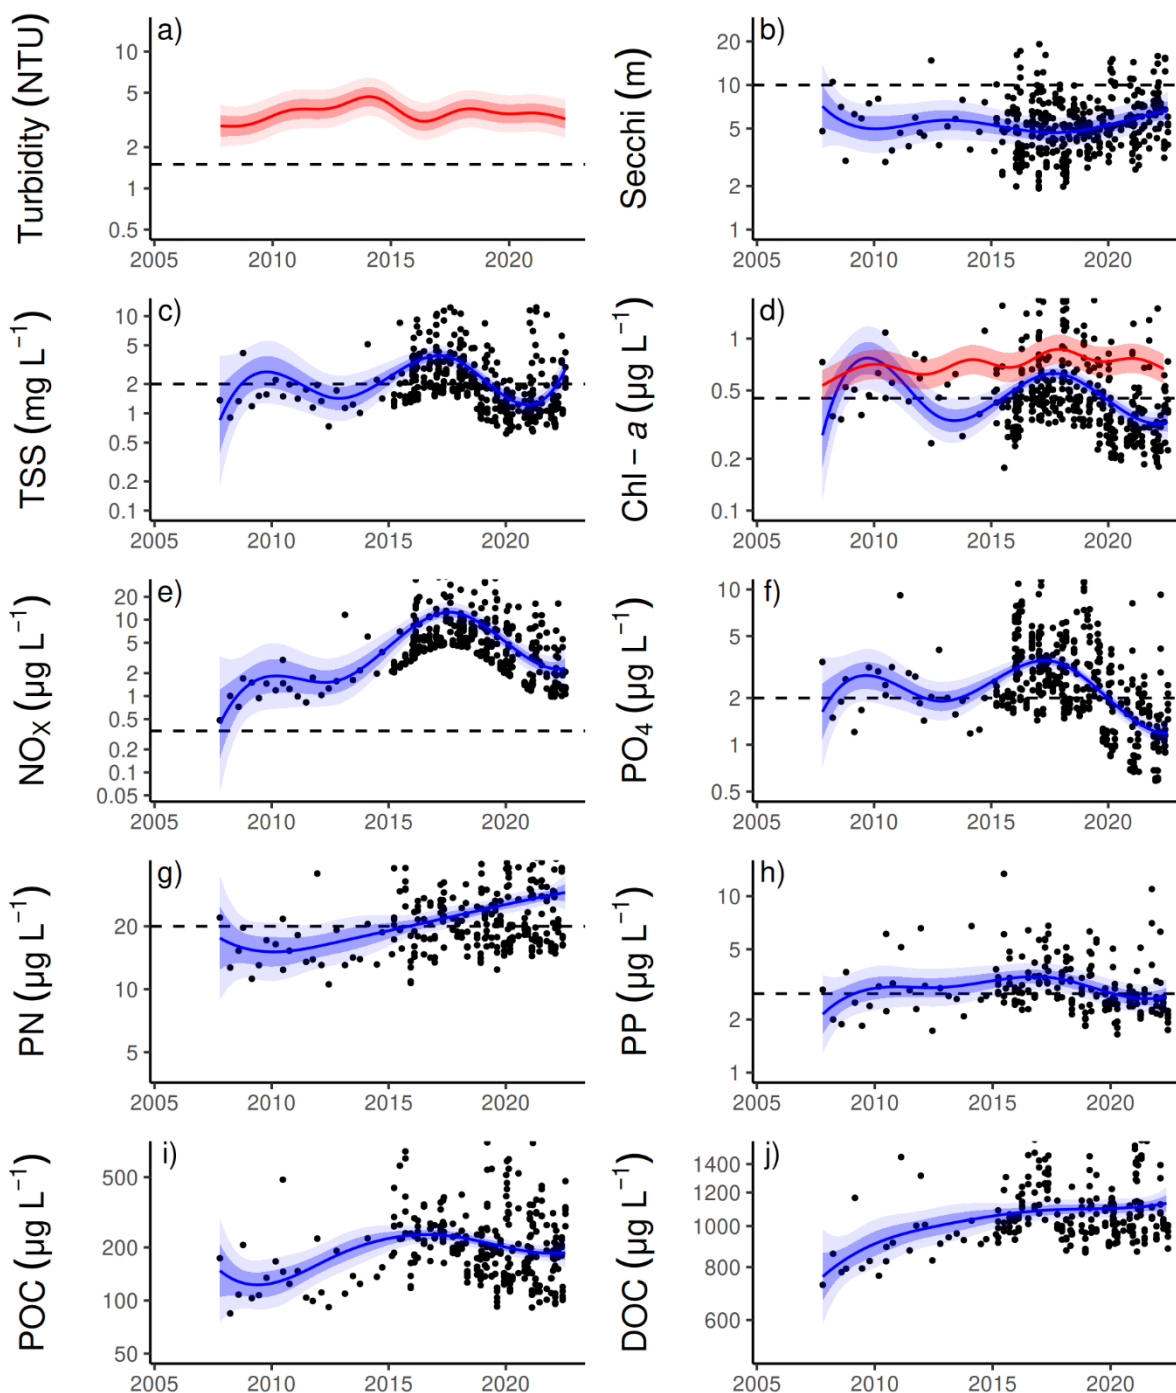 a)
Turbidity (NTU)
10
5
2
1
0.5
2005 2010 2015 2020
b)
Secchi (m)
20
10
5
2
1
2005 2010 2015 2020
c)
TSS (mg L⁻¹)
10
5
2
1
0.5
0.2
0.1
2005 2010 2015 2020
d)
Chl − a (µg L⁻¹)
1
0.5
0.2
0.1
2005 2010 2015 2020
e)
NOₓ (µg L⁻¹)
20
10
5
2
1
0.5
0.2
0.1
0.05
2005 2010 2015 2020
f)
PO₄ (µg L⁻¹)
10
5
2
1
0.5
2005 2010 2015 2020
g)
PN (µg L⁻¹)
20
10
5
2005 2010 2015 2020
h)
PP (µg L⁻¹)
10
5
2
1
2005 2010 2015 2020
i)
POC (µg L⁻¹)
500
200
100
50
2005 2010 2015 2020
j)
DOC (µg L⁻¹)
1400
1200
1000
800
600
2005 2010 2015 2020